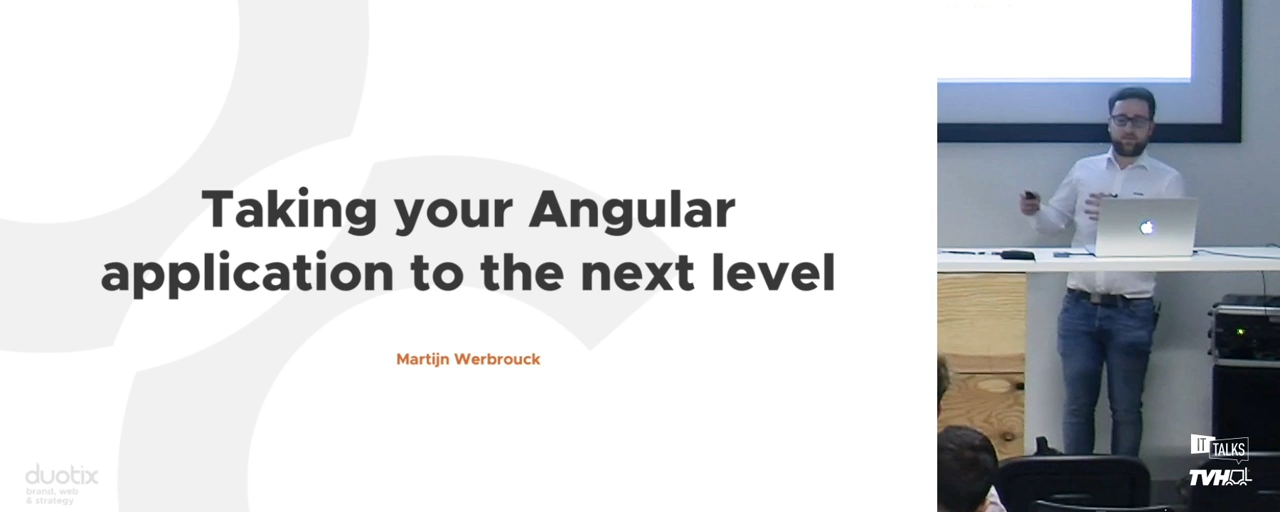 Taking your Angular
application to the next level
Martijn Werbrouck
duotix
brand, web
& strategy
IT
TALKS
TVH